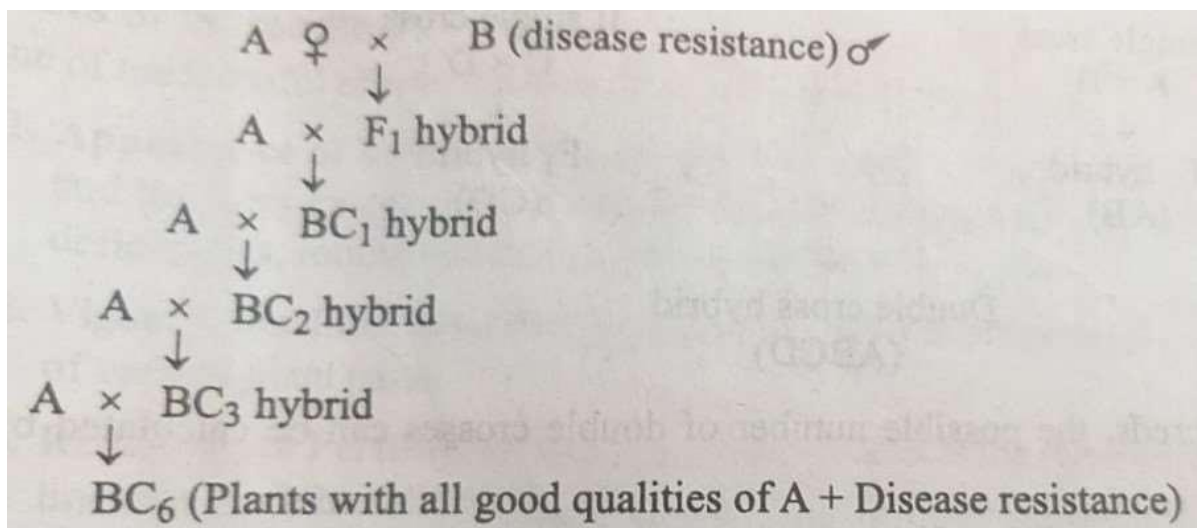 A ♀ × B (disease resistance) ♂
↓
A × F₁ hybrid
↓
A × BC₁ hybrid
↓
A × BC₂ hybrid
↓
A × BC₃ hybrid
↓
BC₆ (Plants with all good qualities of A + Disease resistance)